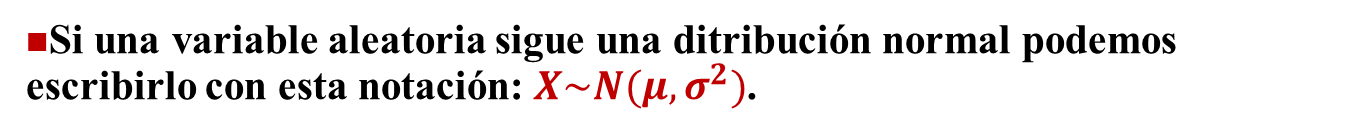 ■Si una variable aleatoria sigue una ditribución normal podemos
escribirlo con esta notación: X~N(μ, σ²).